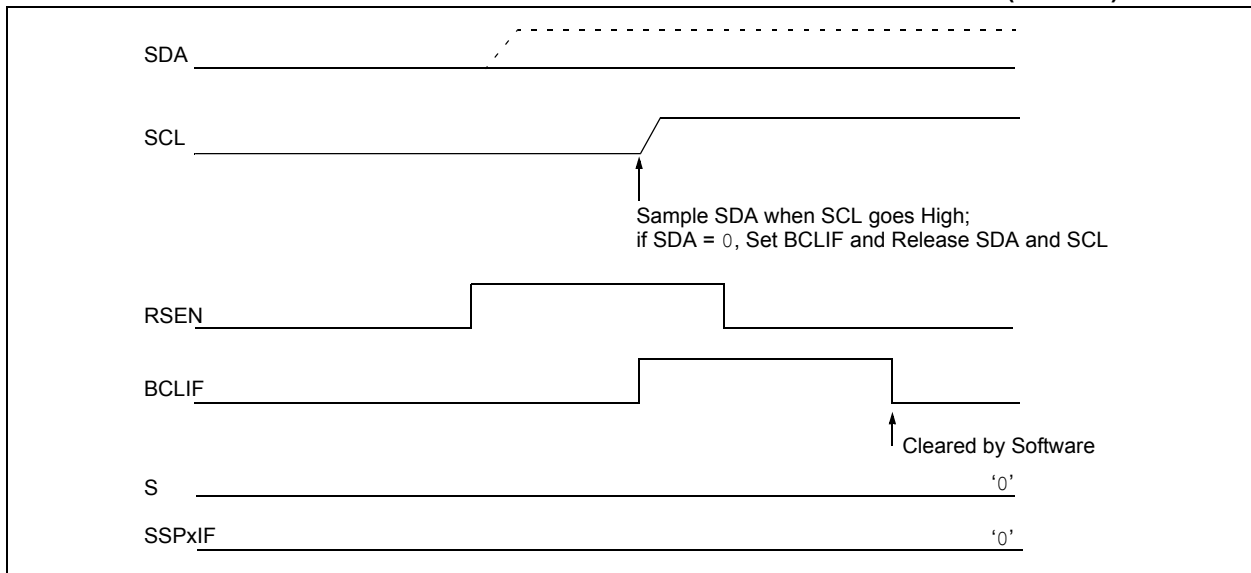 SDA
SCL
Sample SDA when SCL goes High;
if SDA = 0, Set BCLIF and Release SDA and SCL
RSEN
BCLIF
Cleared by Software
S
‘0’
SSPxIF
‘0’